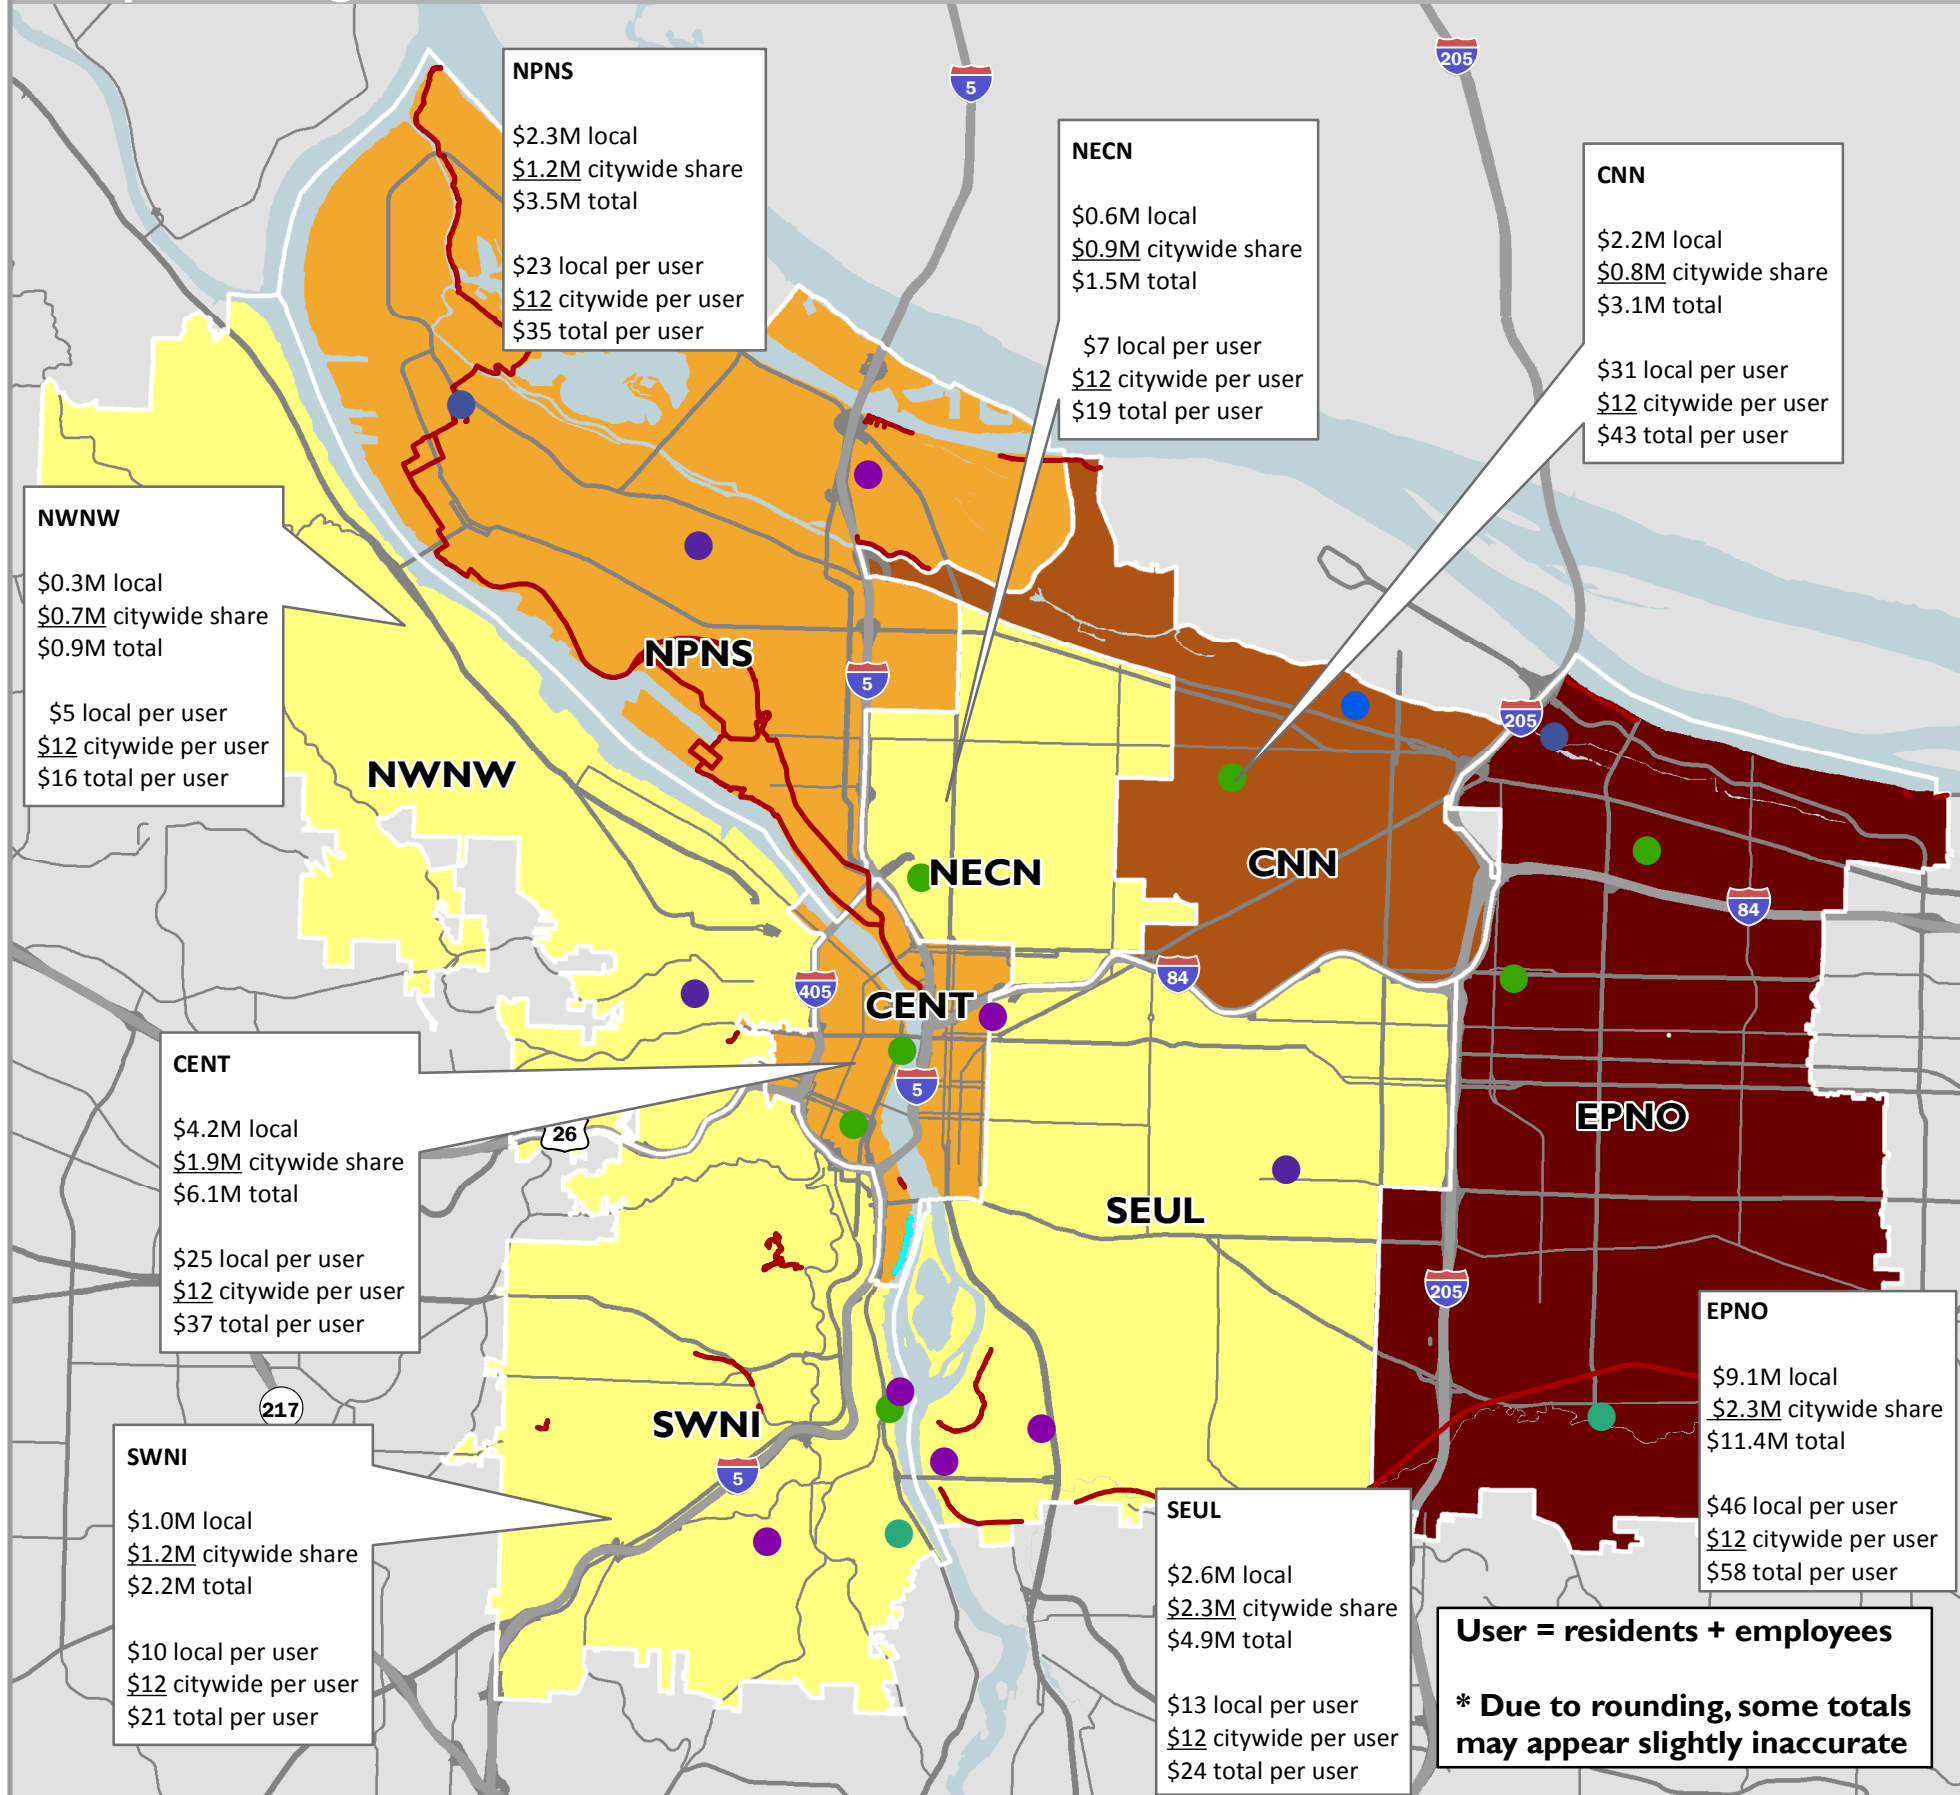 NPNS
$2.3M local
$1.2M citywide share
$3.5M total
$23 local per user
$12 citywide per user
$35 total per user
NECN
$0.6M local
$0.9M citywide share
$1.5M total
$7 local per user
$12 citywide per user
$19 total per user
CNN
$2.2M local
$0.8M citywide share
$3.1M total
$31 local per user
$12 citywide per user
$43 total per user
NWNW
$0.3M local
$0.7M citywide share
$0.9M total
$5 local per user
$12 citywide per user
$16 total per user
CENT
$4.2M local
$1.9M citywide share
$6.1M total
$25 local per user
$12 citywide per user
$37 total per user
SWNI
$1.0M local
$1.2M citywide share
$2.2M total
$10 local per user
$12 citywide per user
$21 total per user
SEUL
$2.6M local
$2.3M citywide share
$4.9M total
$13 local per user
$12 citywide per user
$24 total per user
EPNO
$9.1M local
$2.3M citywide share
$11.4M total
$46 local per user
$12 citywide per user
$58 total per user
5
205
NPNS
5
205
NWNW
NECN
CNN
84
405
CENT
84
5
26
EPNO
SEUL
205
217
SWNI
5
User = residents + employees
* Due to rounding, some totals
may appear slightly inaccurate